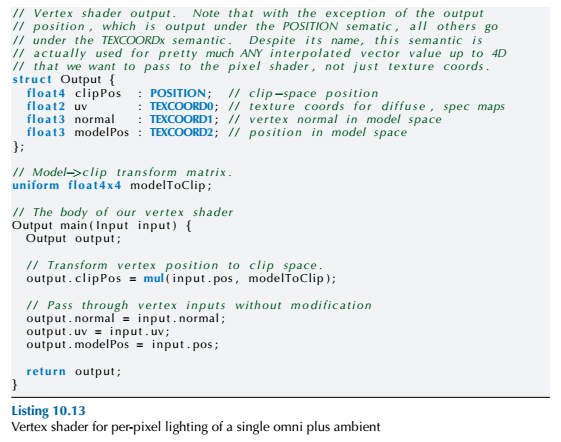 // Vertex shader output. Note that with the exception of the output
// position, which is output under the POSITION sematic, all others go
// under the TEXCOORDx semantic. Despite its name, this semantic is
// actually used for pretty much ANY interpolated vector value up to 4D
// that we want to pass to the pixel shader, not just texture coords.
struct Output {
float4 clipPos : POSITION; // clip-space position
float2 uv : TEXCOORD0; // texture coords for diffuse, spec maps
float3 normal : TEXCOORD1; // vertex normal in model space
float3 modelPos : TEXCOORD2; // position in model space
};
// Model->clip transform matrix.
uniform float4x4 modelToClip;
// The body of our vertex shader
Output main(Input input) {
Output output;
// Transform vertex position to clip space.
output.clipPos = mul(input.pos, modelToClip);
// Pass through vertex inputs without modification
output.normal = input.normal;
output.uv = input.uv;
output.modelPos = input.pos;
return output;
}
Listing 10.13
Vertex shader for per-pixel lighting of a single omni plus ambient